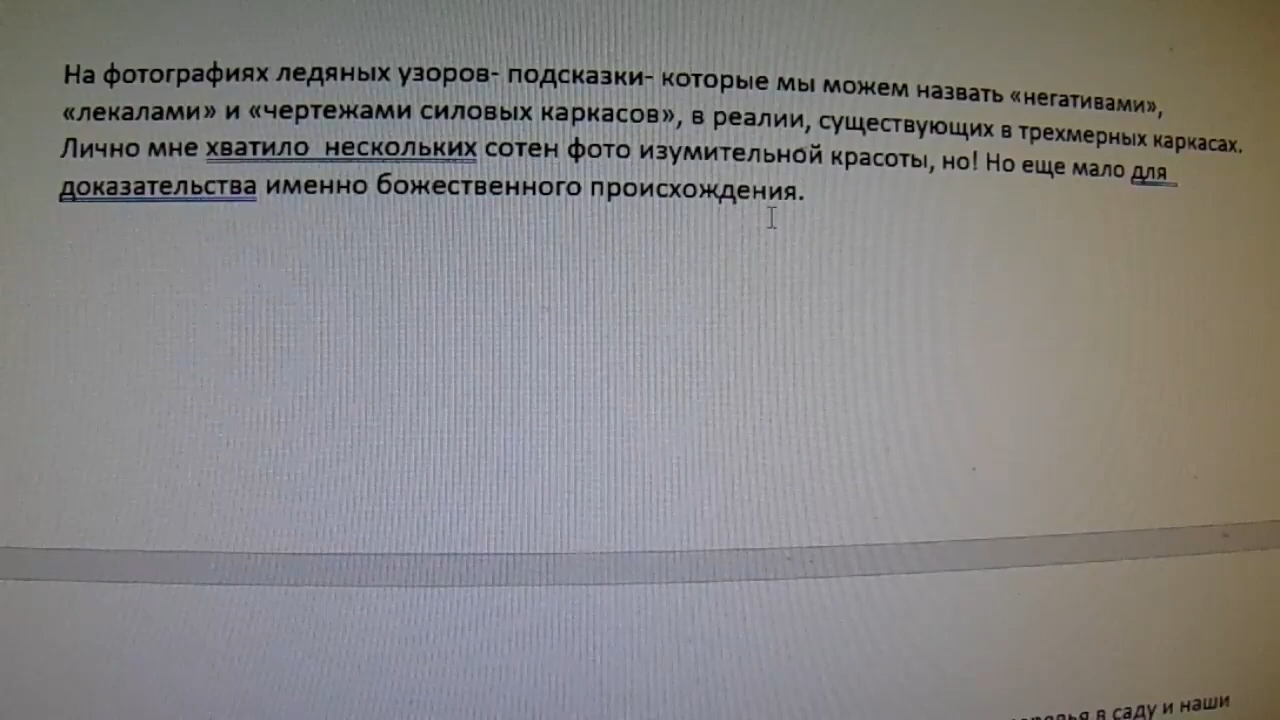 На фотографиях ледяных узоров- подсказки- которые мы можем назвать «негативами»,
«лекалами» и «чертежами силовых каркасов», в реалии, существующих в трехмерных каркасах.
Лично мне хватило  нескольких сотен фото изумительной красоты, но! Но еще мало для
доказательства именно божественного происхождения.
в саду и наши